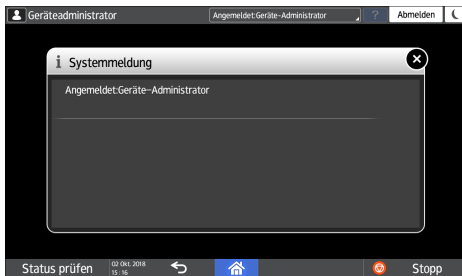 Geräteadministrator
Angemeldet:Geräte-Administrator
?
Abmelden
i Systemmeldung
Angemeldet:Geräte-Administrator
Status prüfen
02 Okt. 2018
15 : 16
Stopp